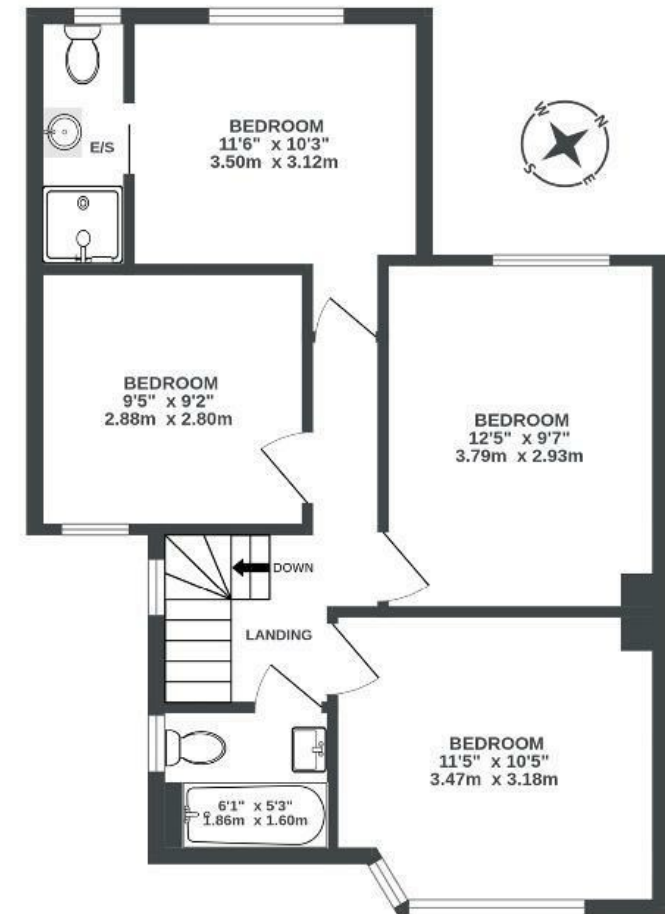 BEDROOM
11'6" x 10'3"
3.50m x 3.12m
E/S
W
N
S
E
BEDROOM
9'5" x 9'2"
2.88m x 2.80m
BEDROOM
12'5" x 9'7"
3.79m x 2.93m
DOWN
LANDING
BEDROOM
11'5" x 10'5"
3.47m x 3.18m
6'1" x 5'3"
1.86m x 1.60m